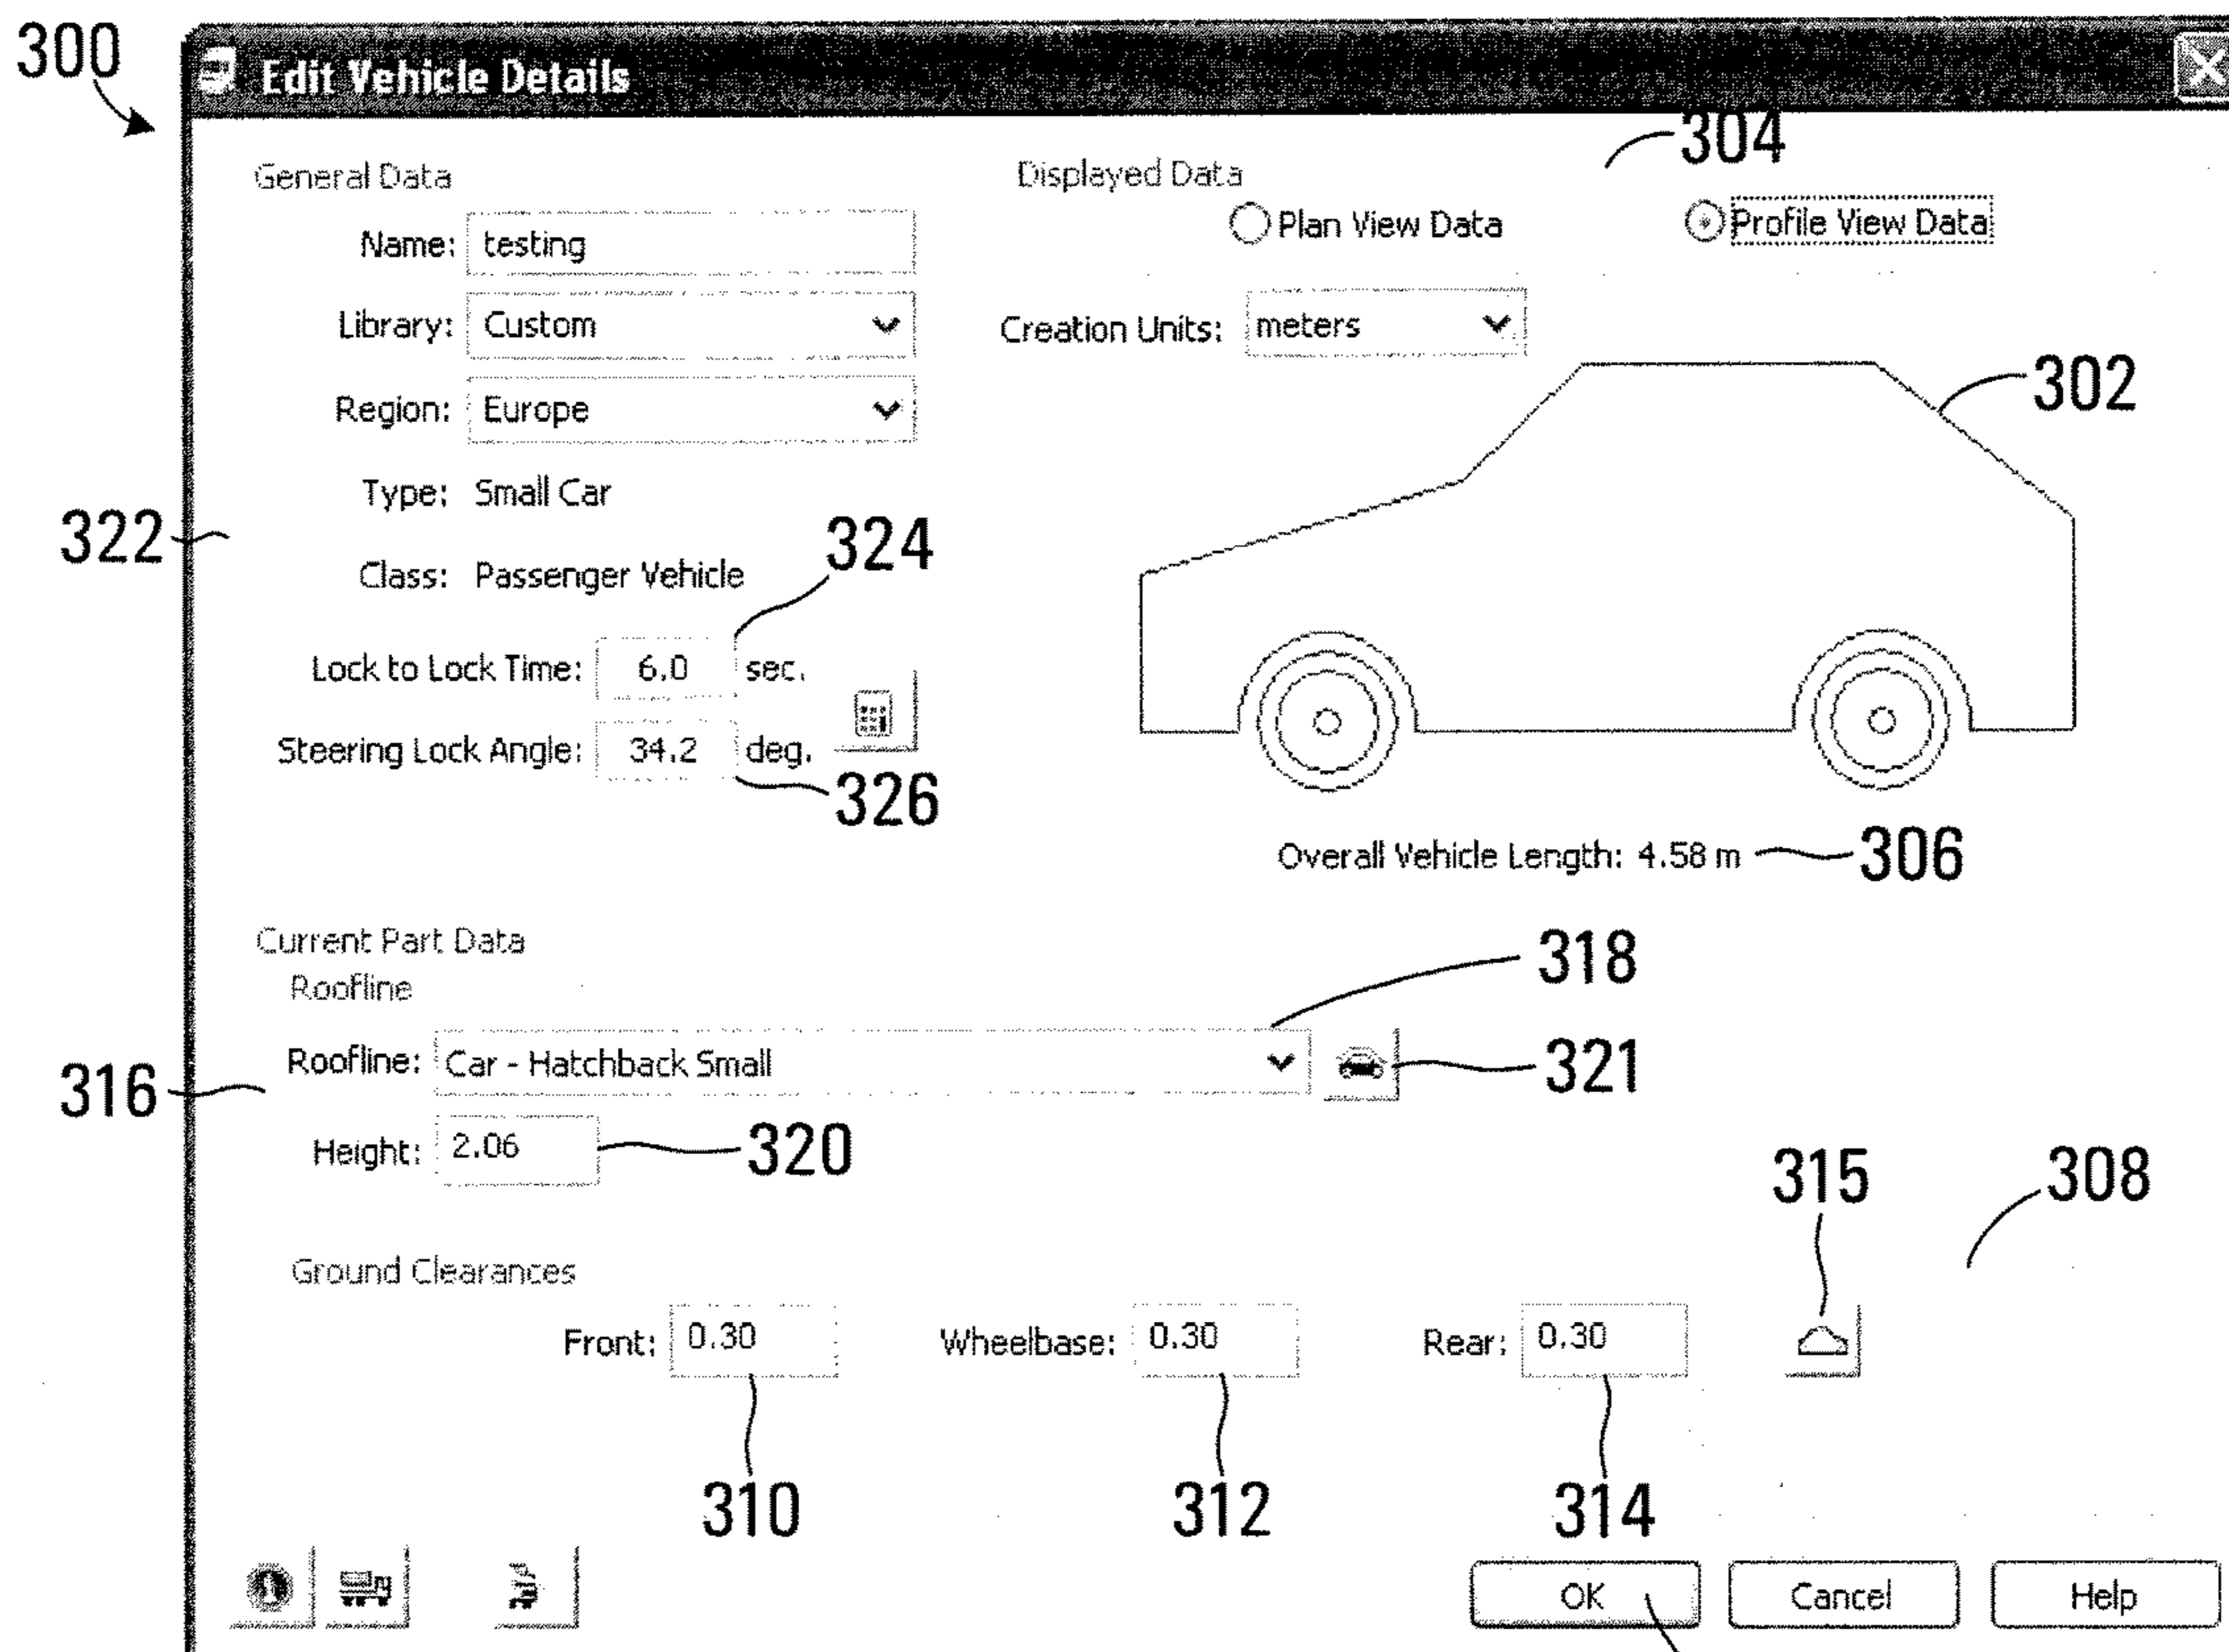 300
Edit Vehicle Details
304
General Data
Displayed Data
Name: testing
Plan View Data
Profile View Data
Library: Custom
Creation Units: meters
302
Region: Europe
Type: Small Car
322
324
Class: Passenger Vehicle
Lock to Lock Time: 6.0 sec.
Steering Lock Angle: 34.2 deg.
326
Overall Vehicle Length: 4.58 m
306
Current Part Data
318
Roofline
Roofline: Car - Hatchback Small
321
316
Height: 2.06
320
315
308
Ground Clearances
Front: 0.30
Wheelbase: 0.30
Rear: 0.30
310
312
314
OK
Cancel
Help